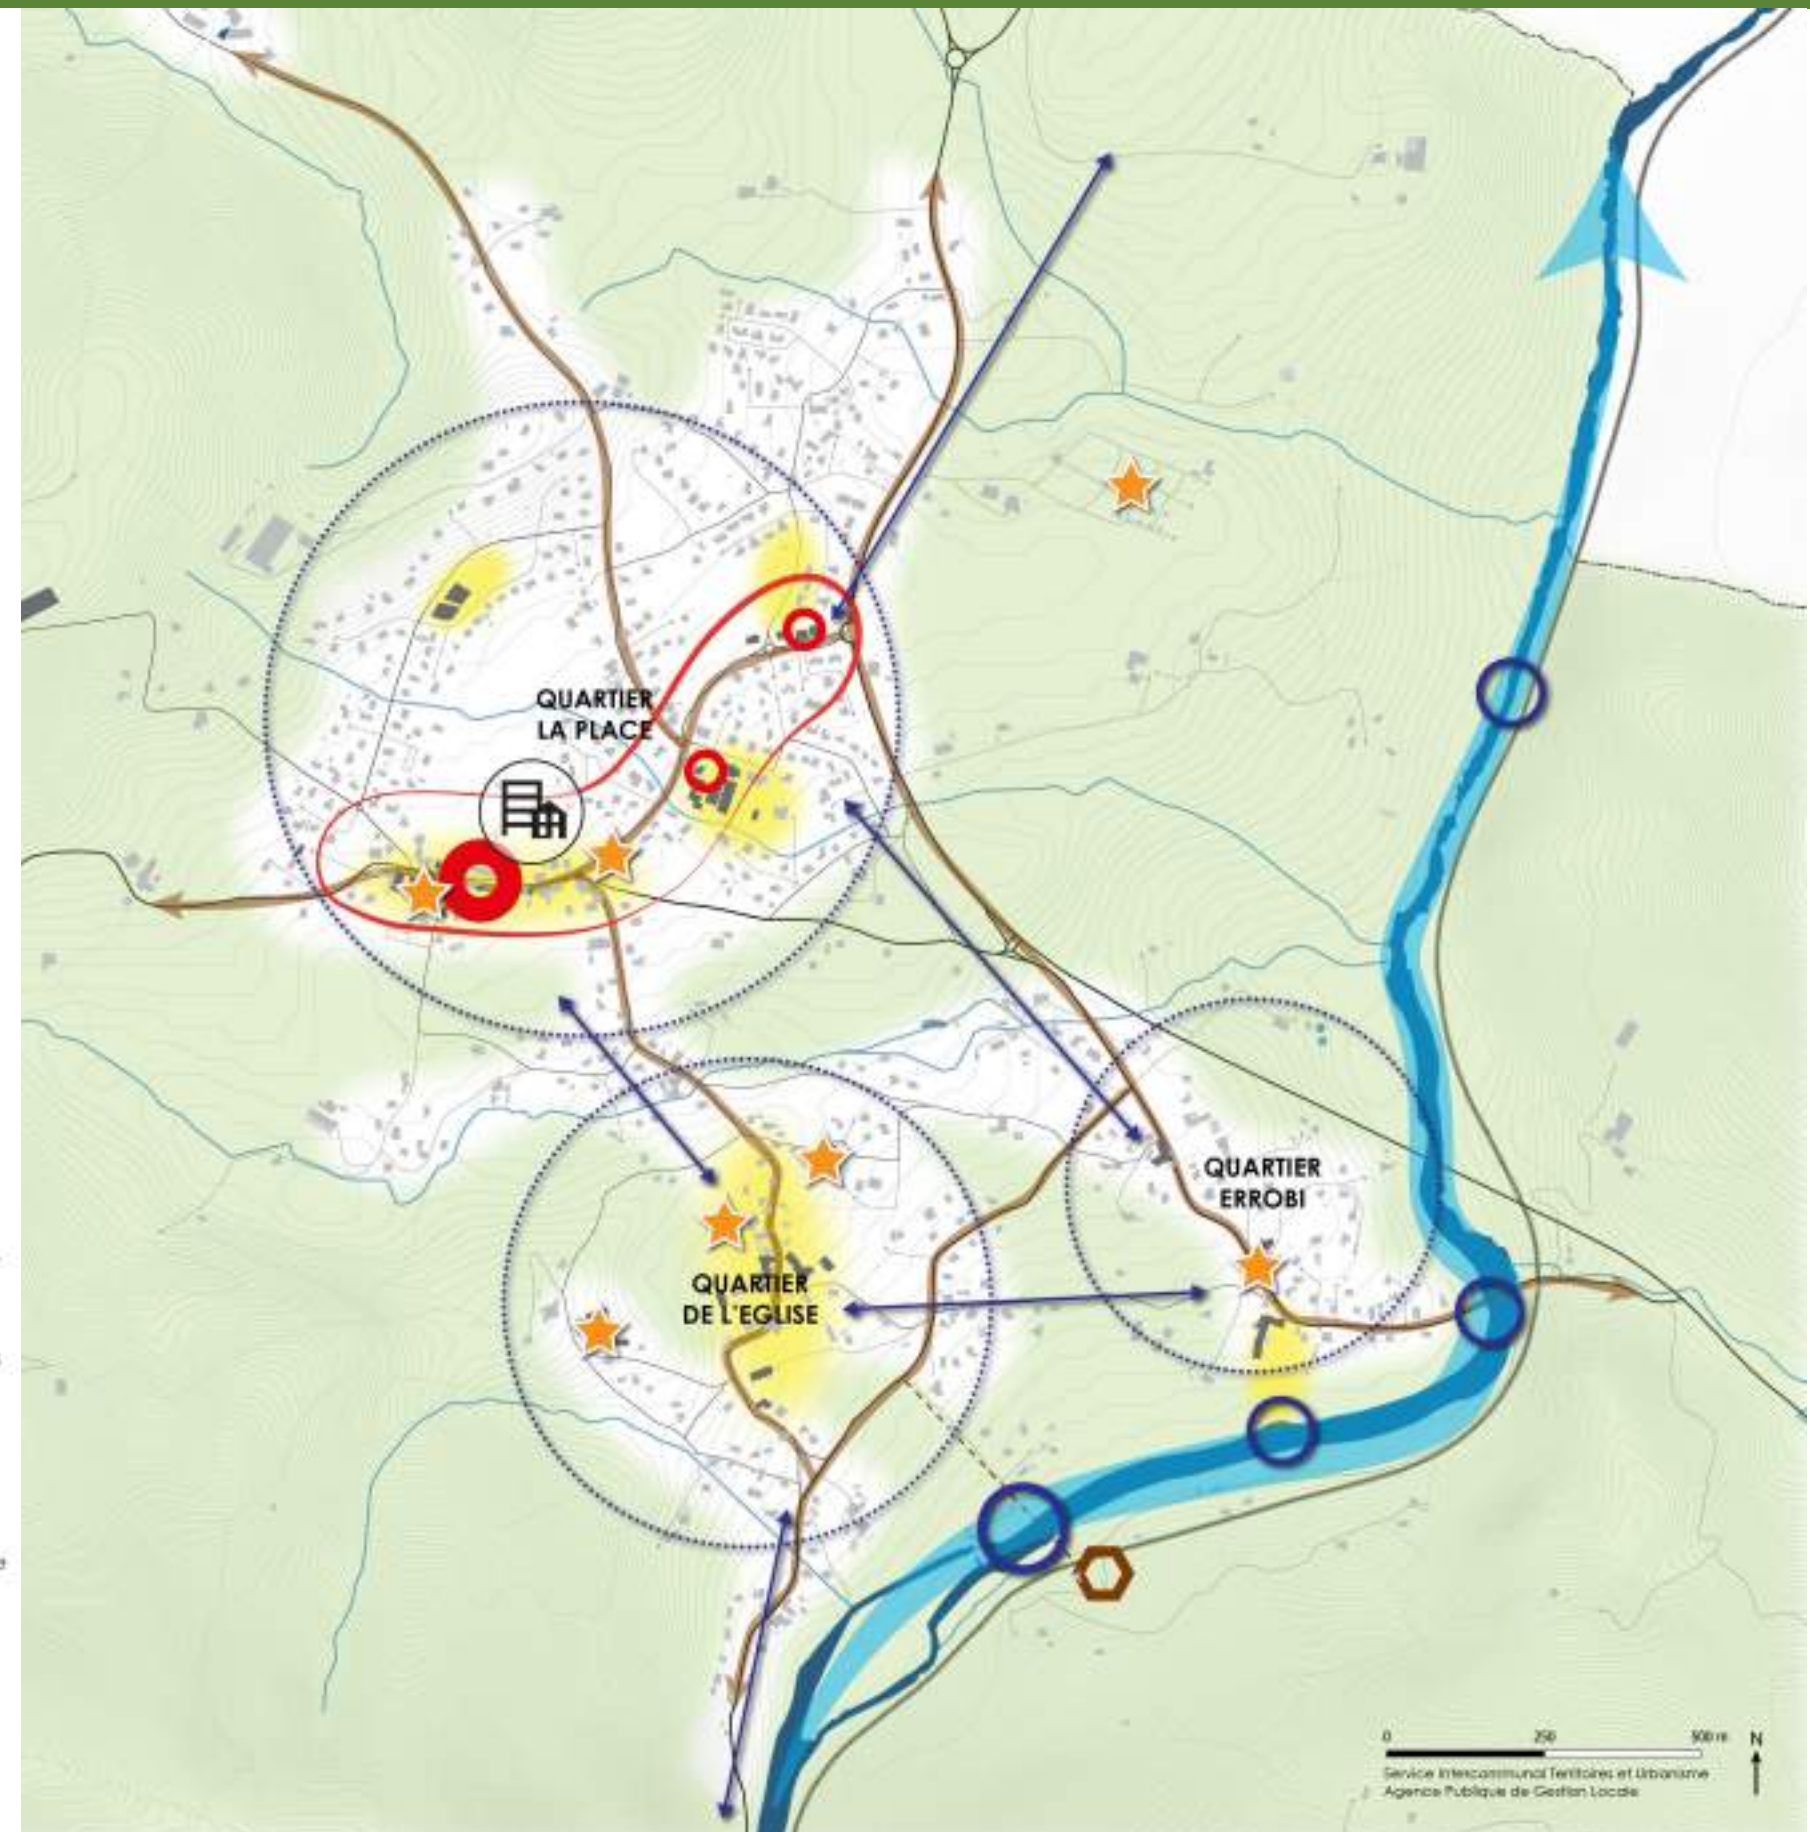 QUARTIER
LA PLACE
QUARTIER
ERROBI
QUARTIER
DE L'EGLISE
0 250 500 m N
Service Intercommunal Territoires et Urbanisme
Agence Publique de Gestion Locale